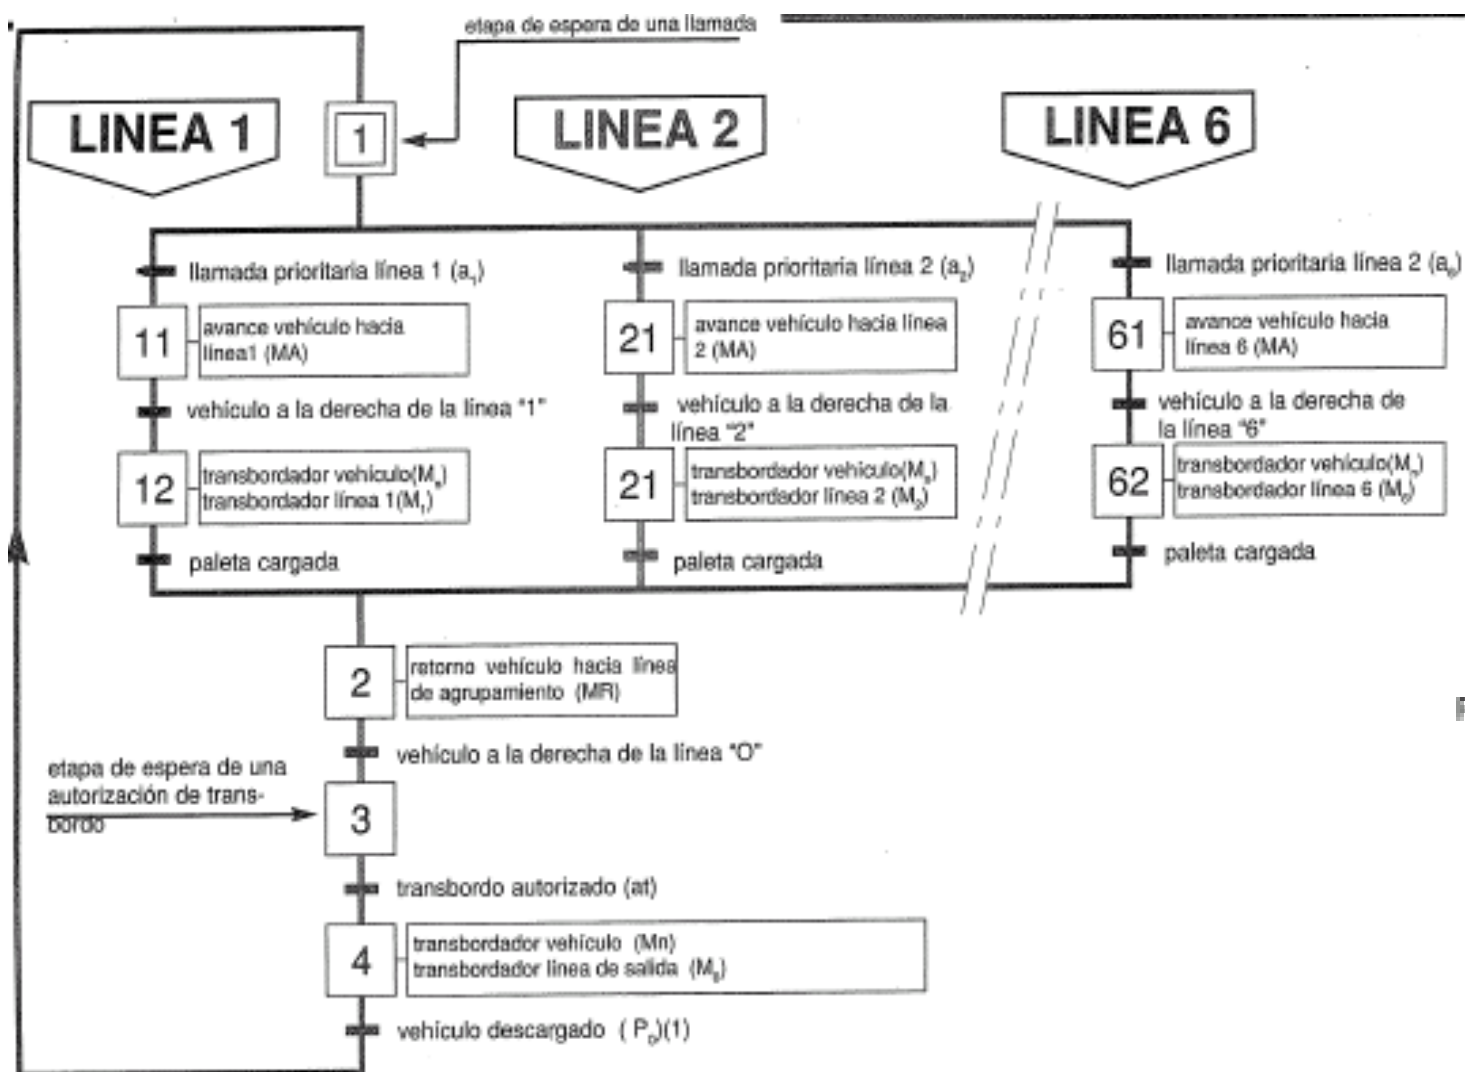 etapa de espera de una llamada
LINEA 1
1
LINEA 2
LINEA 6
llamada prioritaria línea 1 (a₁)
llamada prioritaria línea 2 (a₂)
llamada prioritaria línea 2 (a₆)
11
avance vehículo hacia
línea1 (MA)
21
avance vehículo hacia línea
2 (MA)
61
avance vehículo hacia
línea 6 (MA)
vehículo a la derecha de la línea "1"
vehículo a la derecha de la
línea "2"
vehículo a la derecha de
la línea "6"
12
transbordador vehículo(Mₙ)
transbordador línea 1(M₁)
21
transbordador vehículo(Mₙ)
transbordador línea 2 (M₂)
62
transbordador vehículo(Mₙ)
transbordador línea 6 (M₆)
paleta cargada
paleta cargada
paleta cargada
2
retorno vehículo hacia línea
de agrupamiento (MR)
vehículo a la derecha de la línea "O"
etapa de espera de una
autorización de trans-
bordo
3
transbordo autorizado (at)
4
transbordador vehículo (Mn)
transbordador línea de salida (M₀)
vehículo descargado ( P₀)(1)